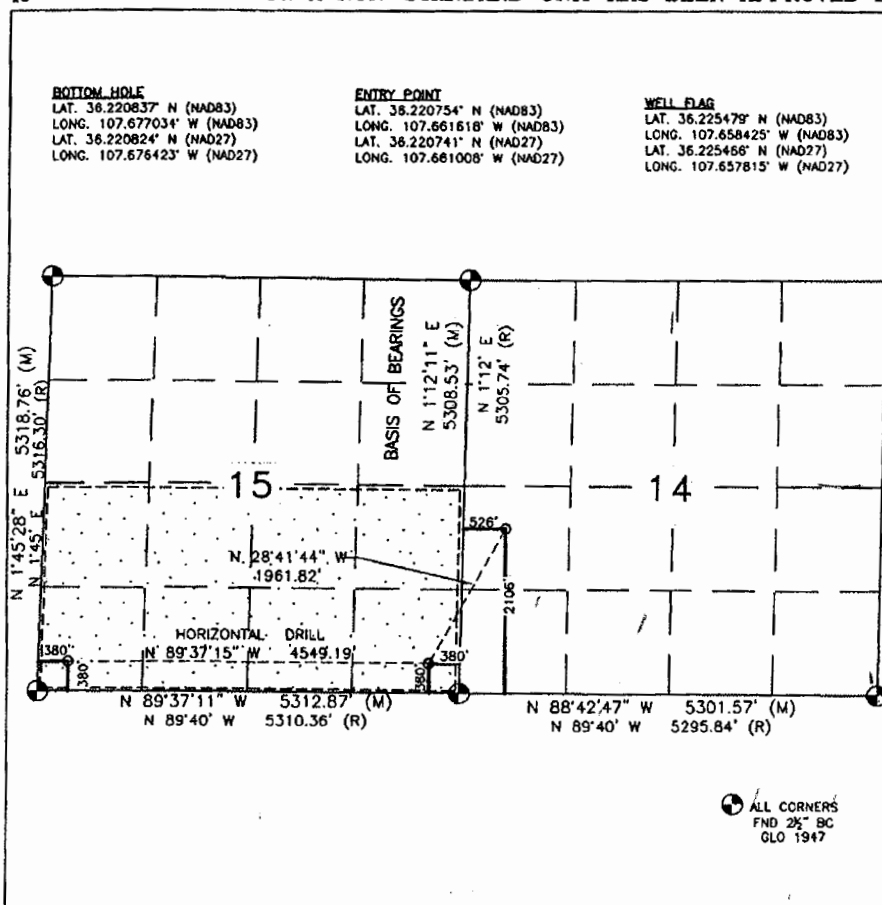 BOTTOM HOLE
LAT. 36.220837° N (NAD83)
LONG. 107.677034° W (NAD83)
LAT. 36.220824° N (NAD27)
LONG. 107.676423° W (NAD27)
ENTRY POINT
LAT. 36.220754° N (NAD83)
LONG. 107.661618° W (NAD83)
LAT. 36.220741° N (NAD27)
LONG. 107.661008° W (NAD27)
WELL FLAG
LAT. 36.225479° N (NAD83)
LONG. 107.658425° W (NAD83)
LAT. 36.225466° N (NAD27)
LONG. 107.657815° W (NAD27)
N 1°45'28" E 5318.76' (M)
N 1°45' E 5316.30' (R)
BASIS OF BEARINGS
N 1°12'11" E
5308.53' (M)
N 1°12' E
5305.74' (R)
15
14
526'
N 28°41'44" W
1961.82'
2106'
HORIZONTAL DRILL
N 89°37'15" W 4549.19'
380'
380'
380'
380'
N 89°37'11" W 5312.87' (M)
N 89°40' W 5310.36' (R)
N 88°42'47" W 5301.57' (M)
N 89°40' W 5295.84' (R)
ALL CORNERS
FND 2½" BC
GLO 1947